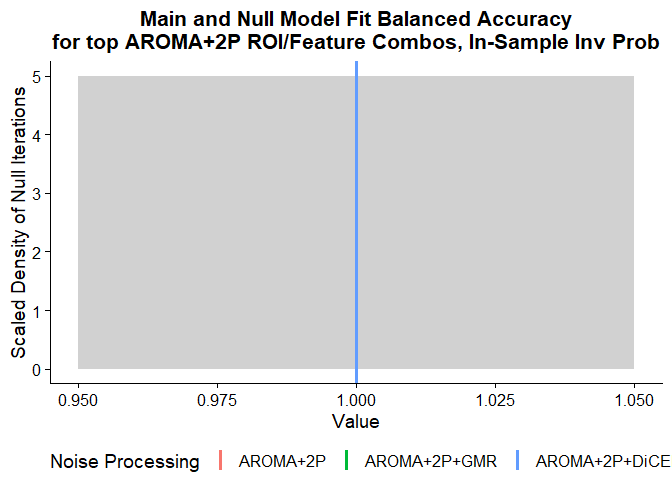 Main and Null Model Fit Balanced Accuracy
for top AROMA+2P ROI/Feature Combos, In-Sample Inv Prob
Scaled Density of Null Iterations
5
4
3
2
1
0
0.950 0.975 1.000 1.025 1.050
Value
Noise Processing AROMA+2P AROMA+2P+GMR AROMA+2P+DiCE